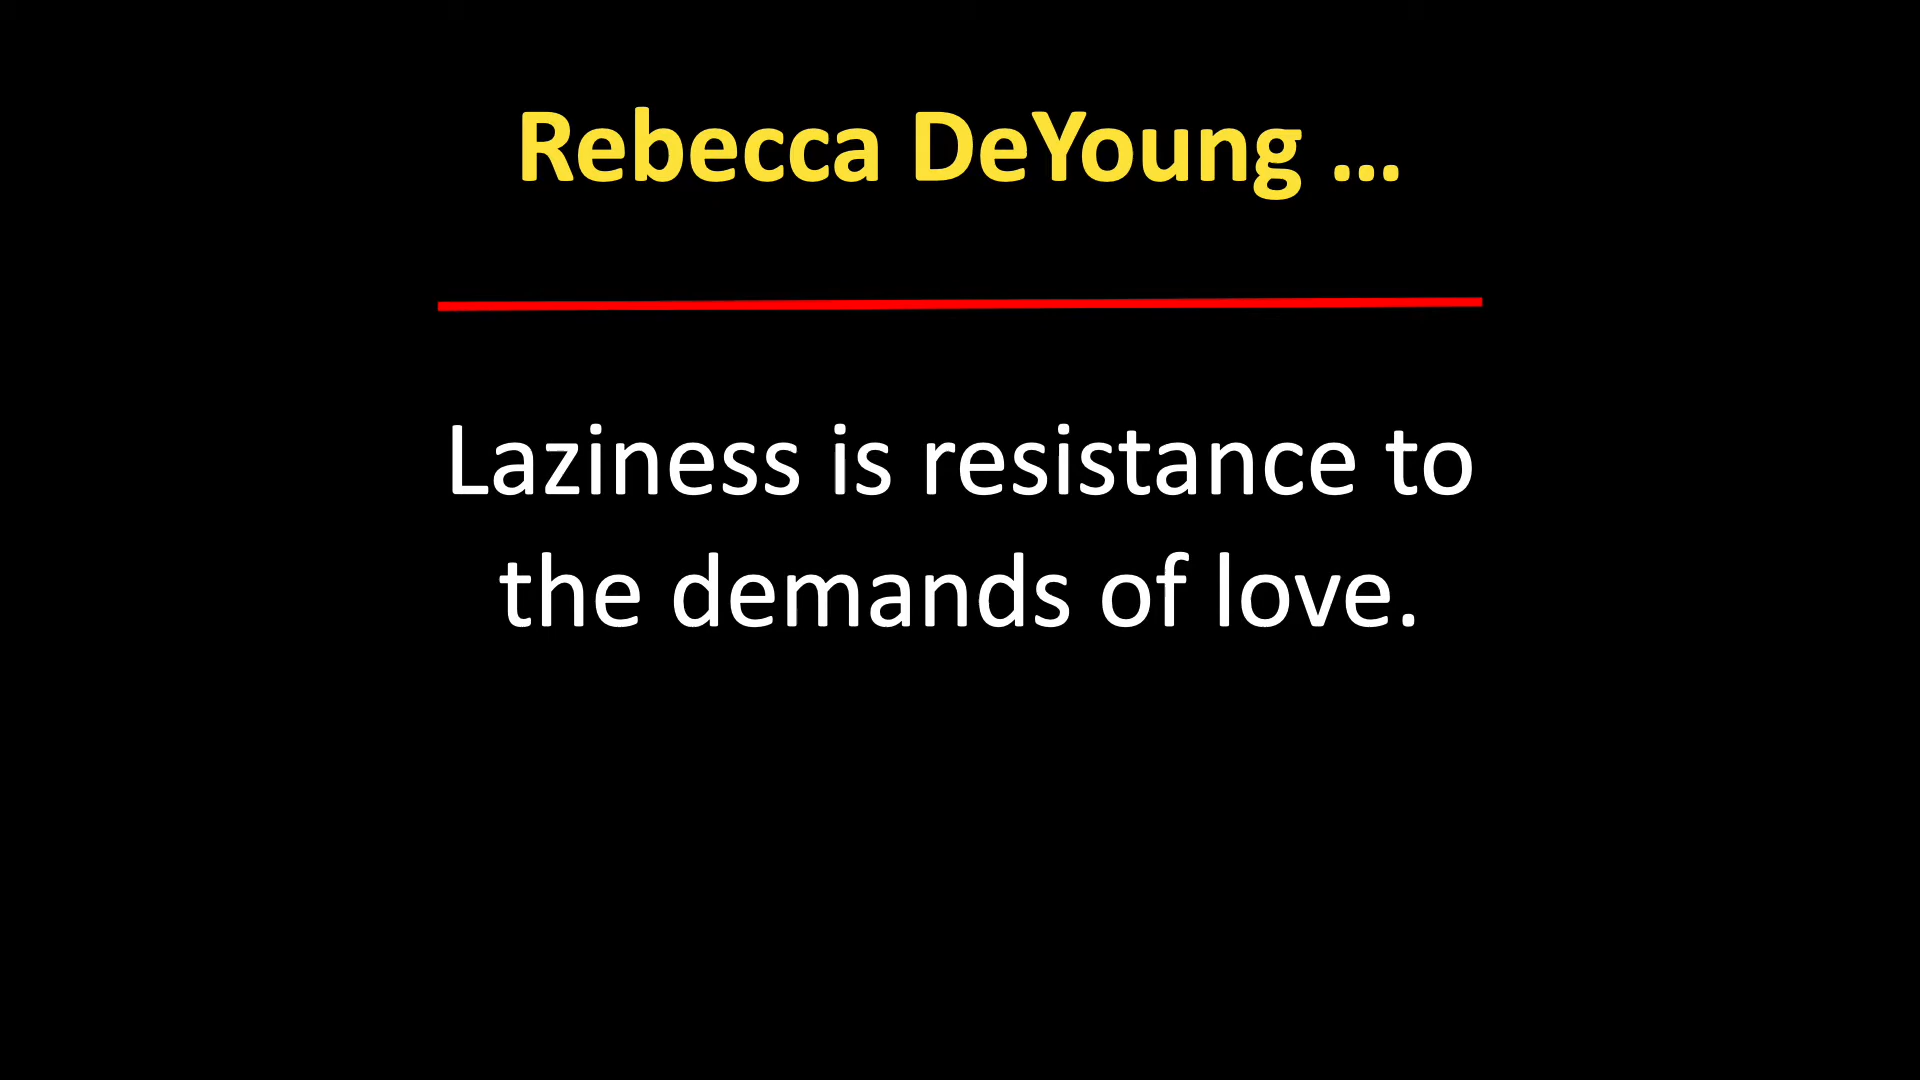 Rebecca DeYoung ...
Laziness is resistance to
the demands of love.